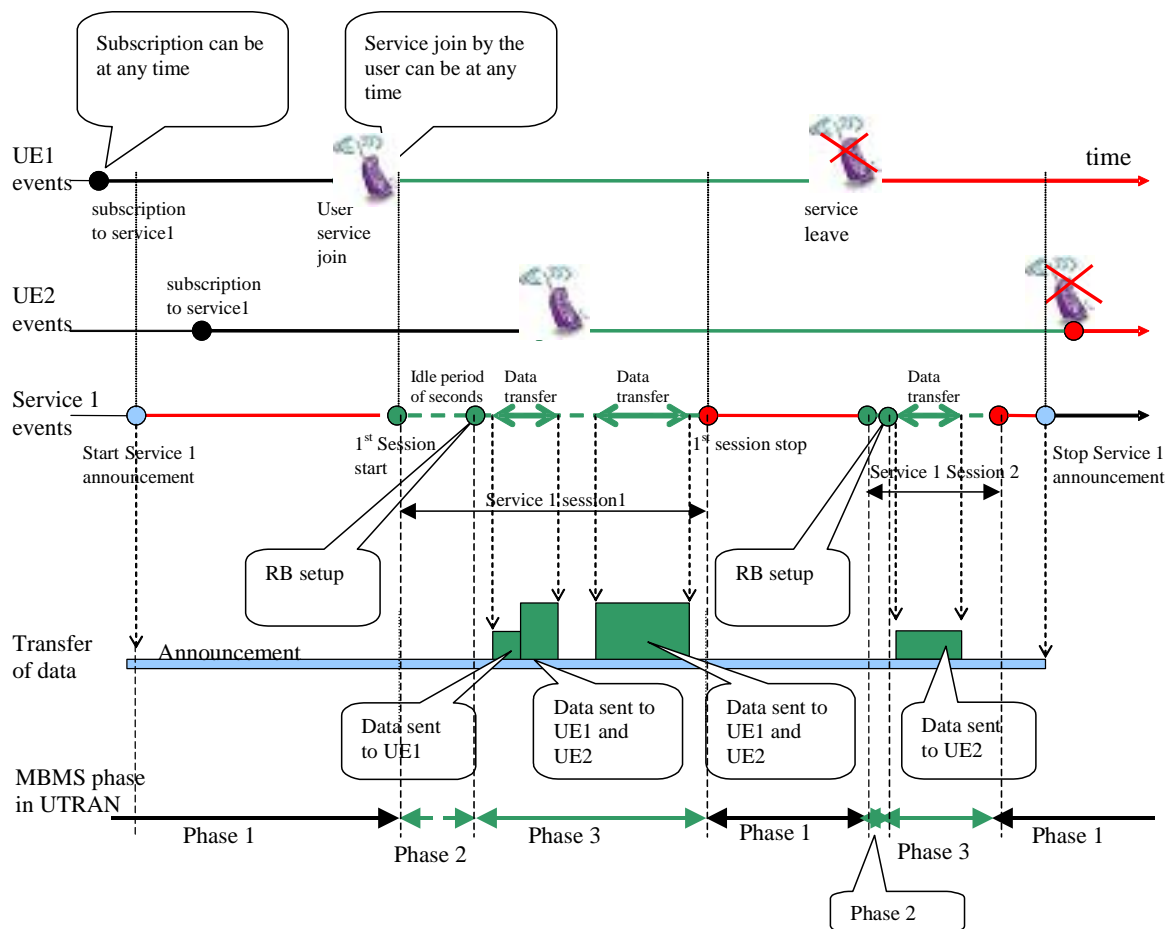 Subscription can be
at any time
Service join by the
user can be at any
time
UE1
events
time
subscription
to service1
User
service
join
service
leave
UE2
events
subscription
to service1
Service 1
events
Idle period
of seconds
Data
transfer
Data
transfer
Data
transfer
Start Service 1
announcement
1st Session
start
1st session stop
Stop Service 1
announcement
Service 1 session1
Service 1 Session 2
RB setup
RB setup
Transfer
of data
Announcement
Data sent
to UE1
Data sent to
UE1 and
UE2
Data sent to
UE1 and
UE2
Data sent
to UE2
MBMS phase
in UTRAN
Phase 1
Phase 2
Phase 3
Phase 1
Phase 3
Phase 1
Phase 2